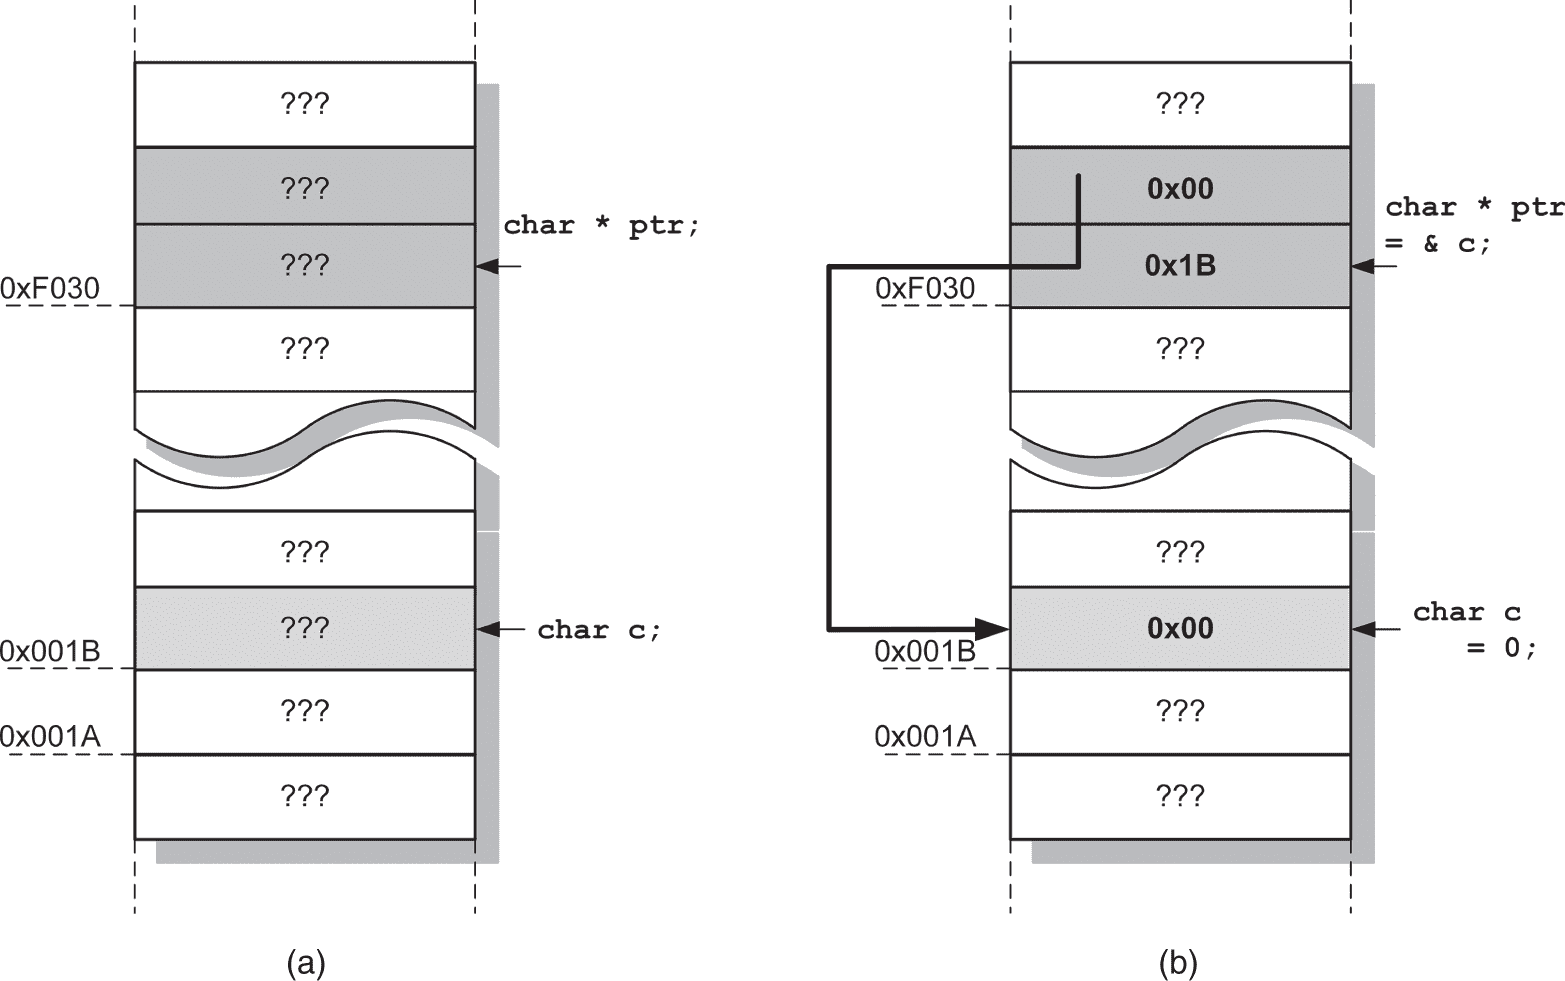 ???
???
char * ptr;
???
0xF030
???
???
???
char c;
0x001B
???
0x001A
???
(a)
???
0x00
char * ptr
= & c;
0x1B
0xF030
???
???
0x00
char c
= 0;
0x001B
???
0x001A
???
(b)